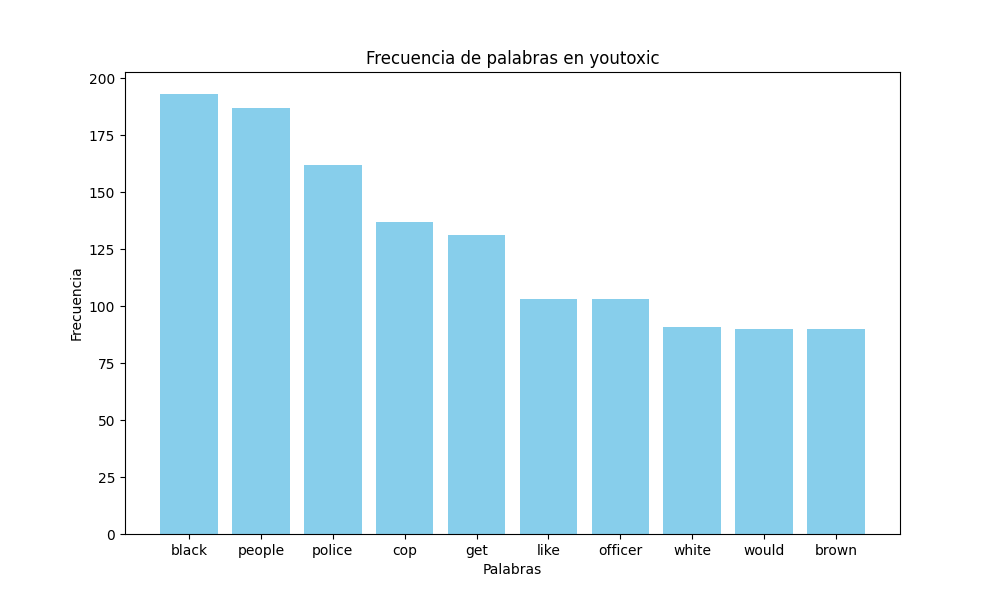 Frecuencia de palabras en youtoxic
200
175
150
125
100
75
50
25
0
Frecuencia
black people police cop get like officer white would brown
Palabras